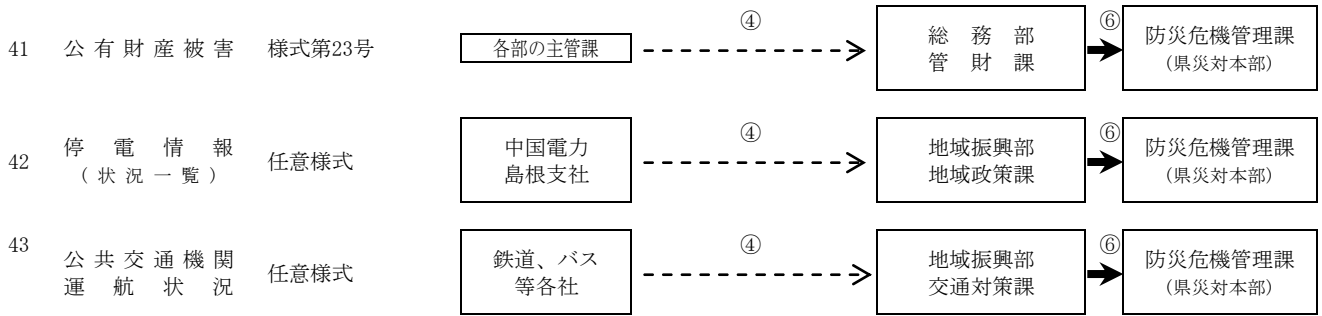 41 公有財産被害 様式第23号 各部の主管課 ④ 総務部 管財課 ⑥ 防災危機管理課 (県災対本部)
42 停電情報 (状況一覧) 任意様式 中国電力 島根支社 ④ 地域振興部 地域政策課 ⑥ 防災危機管理課 (県災対本部)
43 公共交通機関 運航状況 任意様式 鉄道、バス 等各社 ④ 地域振興部 交通対策課 ⑥ 防災危機管理課 (県災対本部)